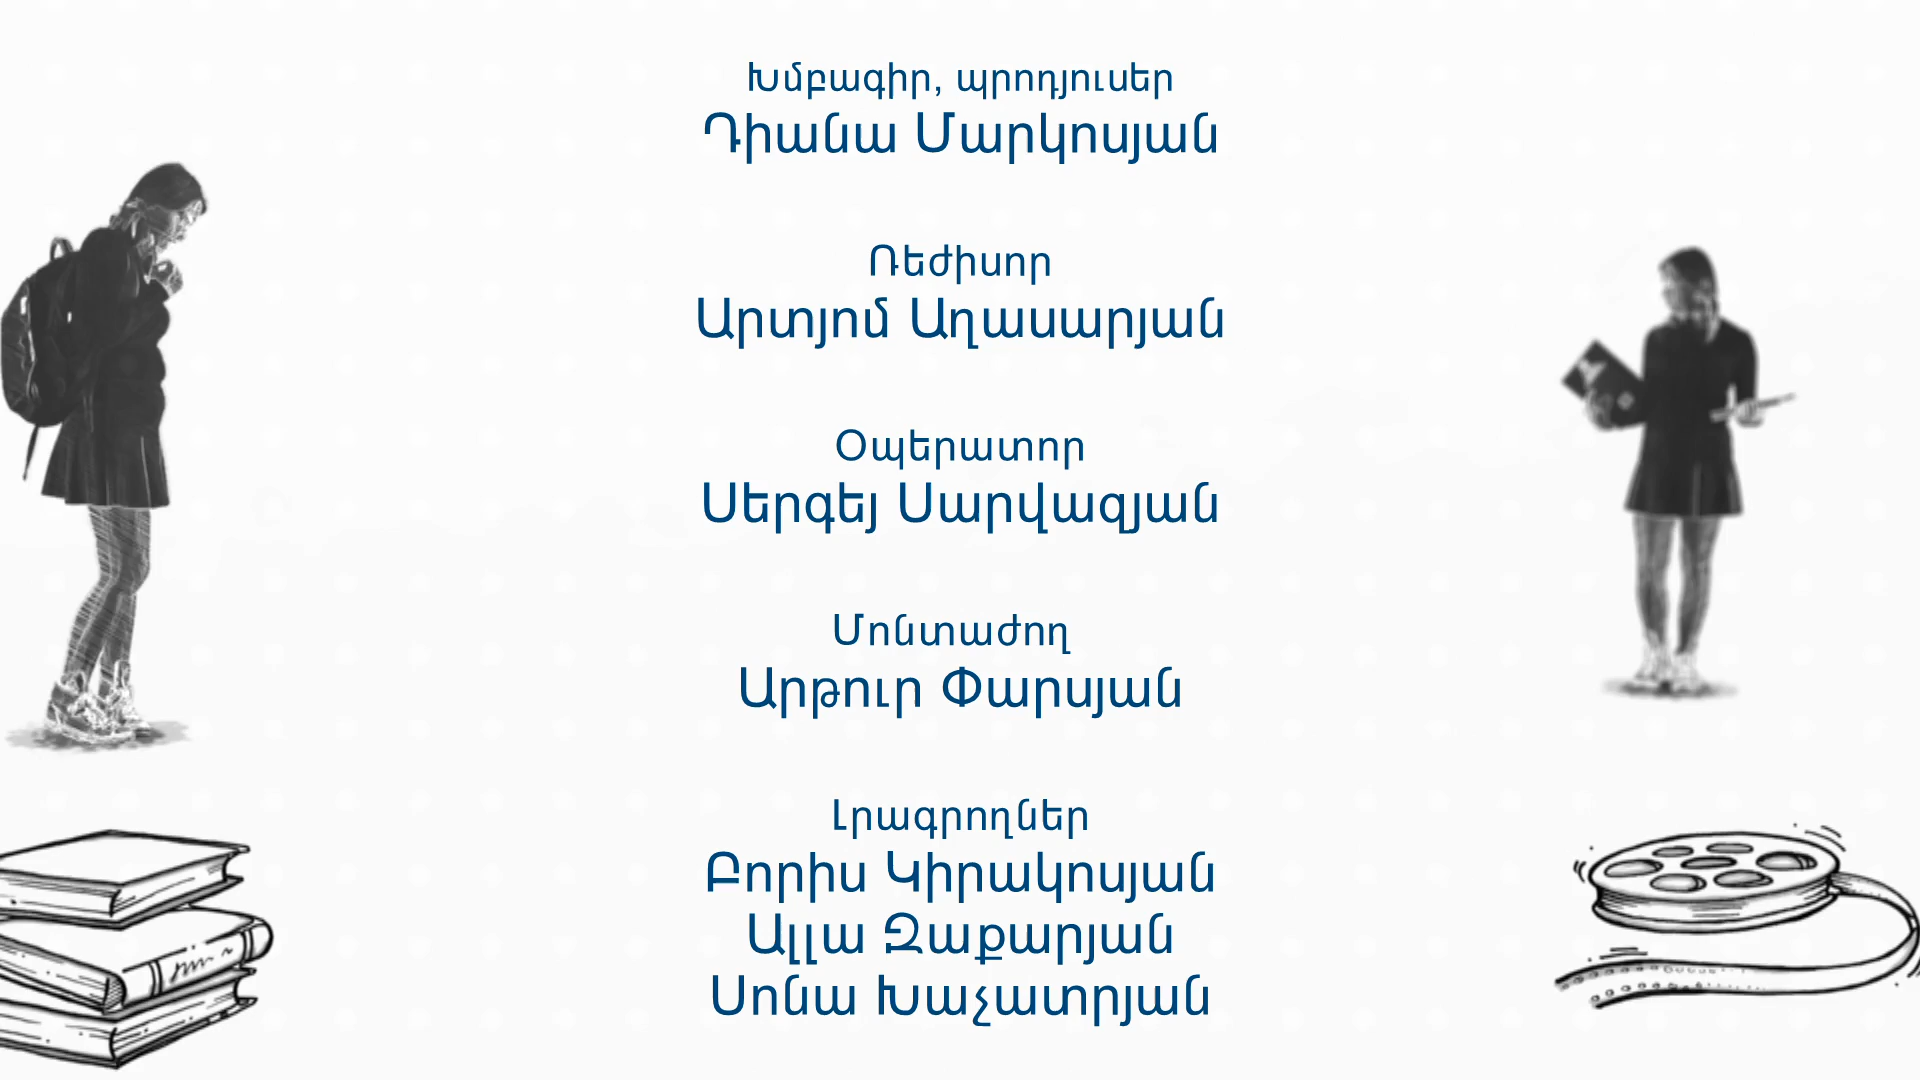 Խմբագիր, պրոդյուսեր
Դիանա Մարկոսյան
Ռեժիսոր
Արտյոմ Աղասարյան
Օպերատոր
Սերգեյ Սարվազյան
Մոնտաժող
Արթուր Փարսյան
Լրագրողներ
Բորիս Կիրակոսյան
Ալլա Զաքարյան
Սոնա Խաչատրյան